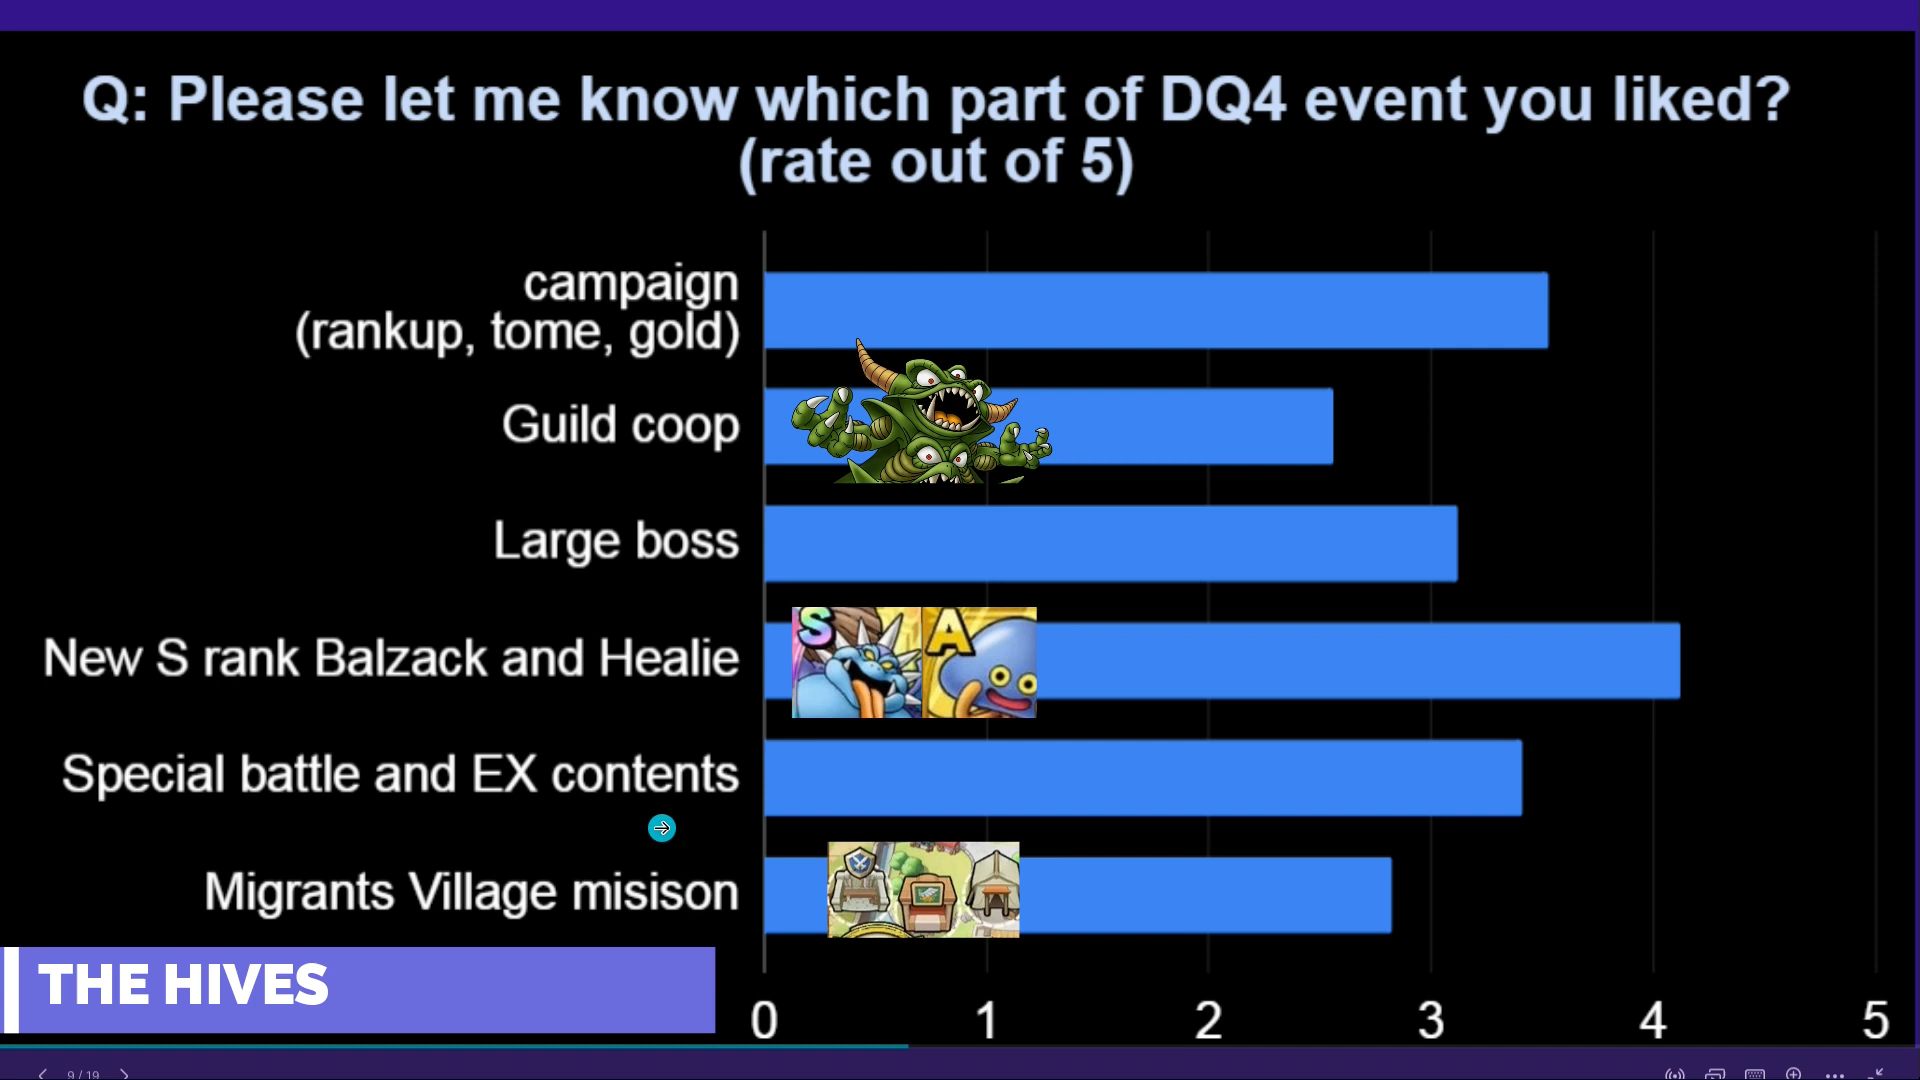 Q: Please let me know which part of DQ4 event you liked?
(rate out of 5)
campaign
(rankup, tome, gold)
Guild coop
Large boss
New S rank Balzack and Healie
S A
Special battle and EX contents
Migrants Village misison
THE HIVES
0 1 2 3 4 5
9 / 19